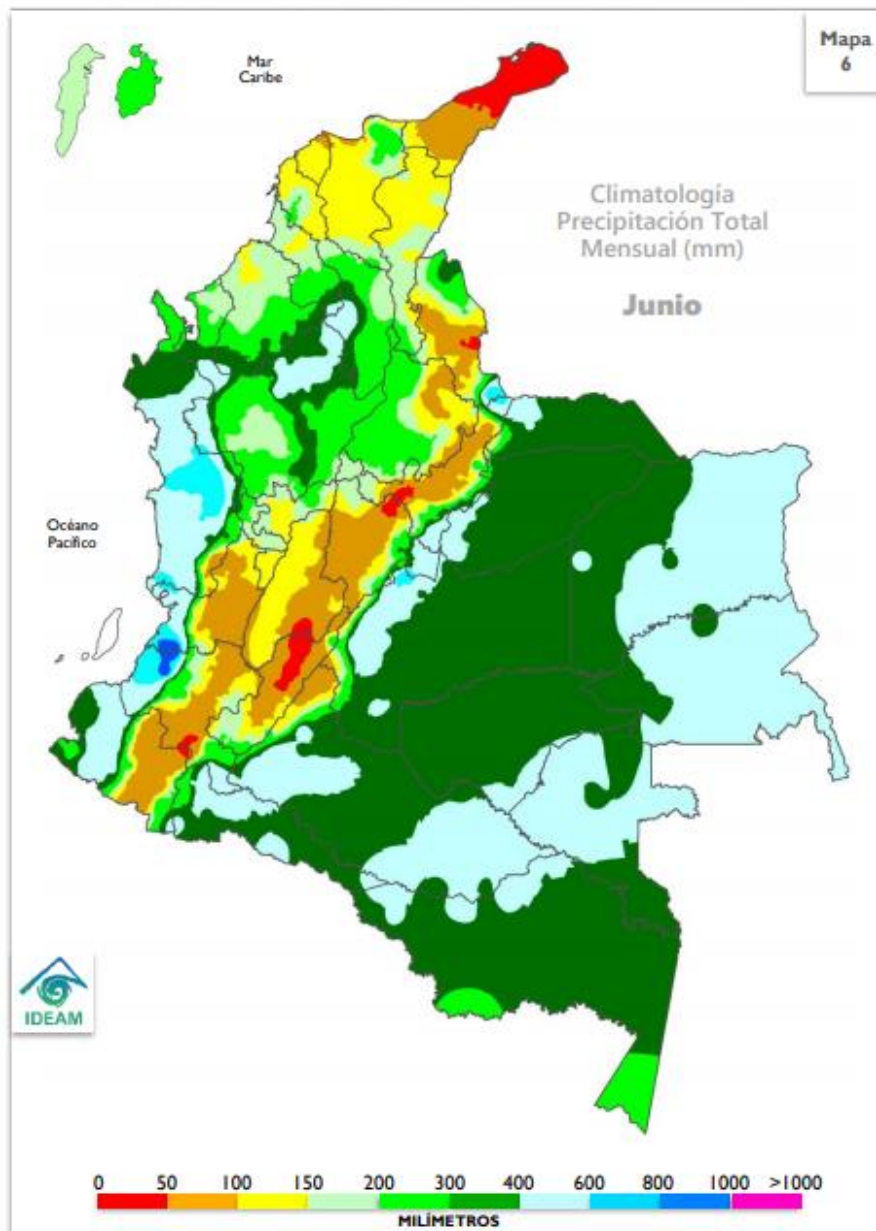 Mapa
6
Mar
Caribe
Climatología
Precipitación Total
Mensual (mm)
Junio
Océano
Pacífico
IDEAM
0 50 100 150 200 300 400 600 800 1000 >1000
MILÍMETROS